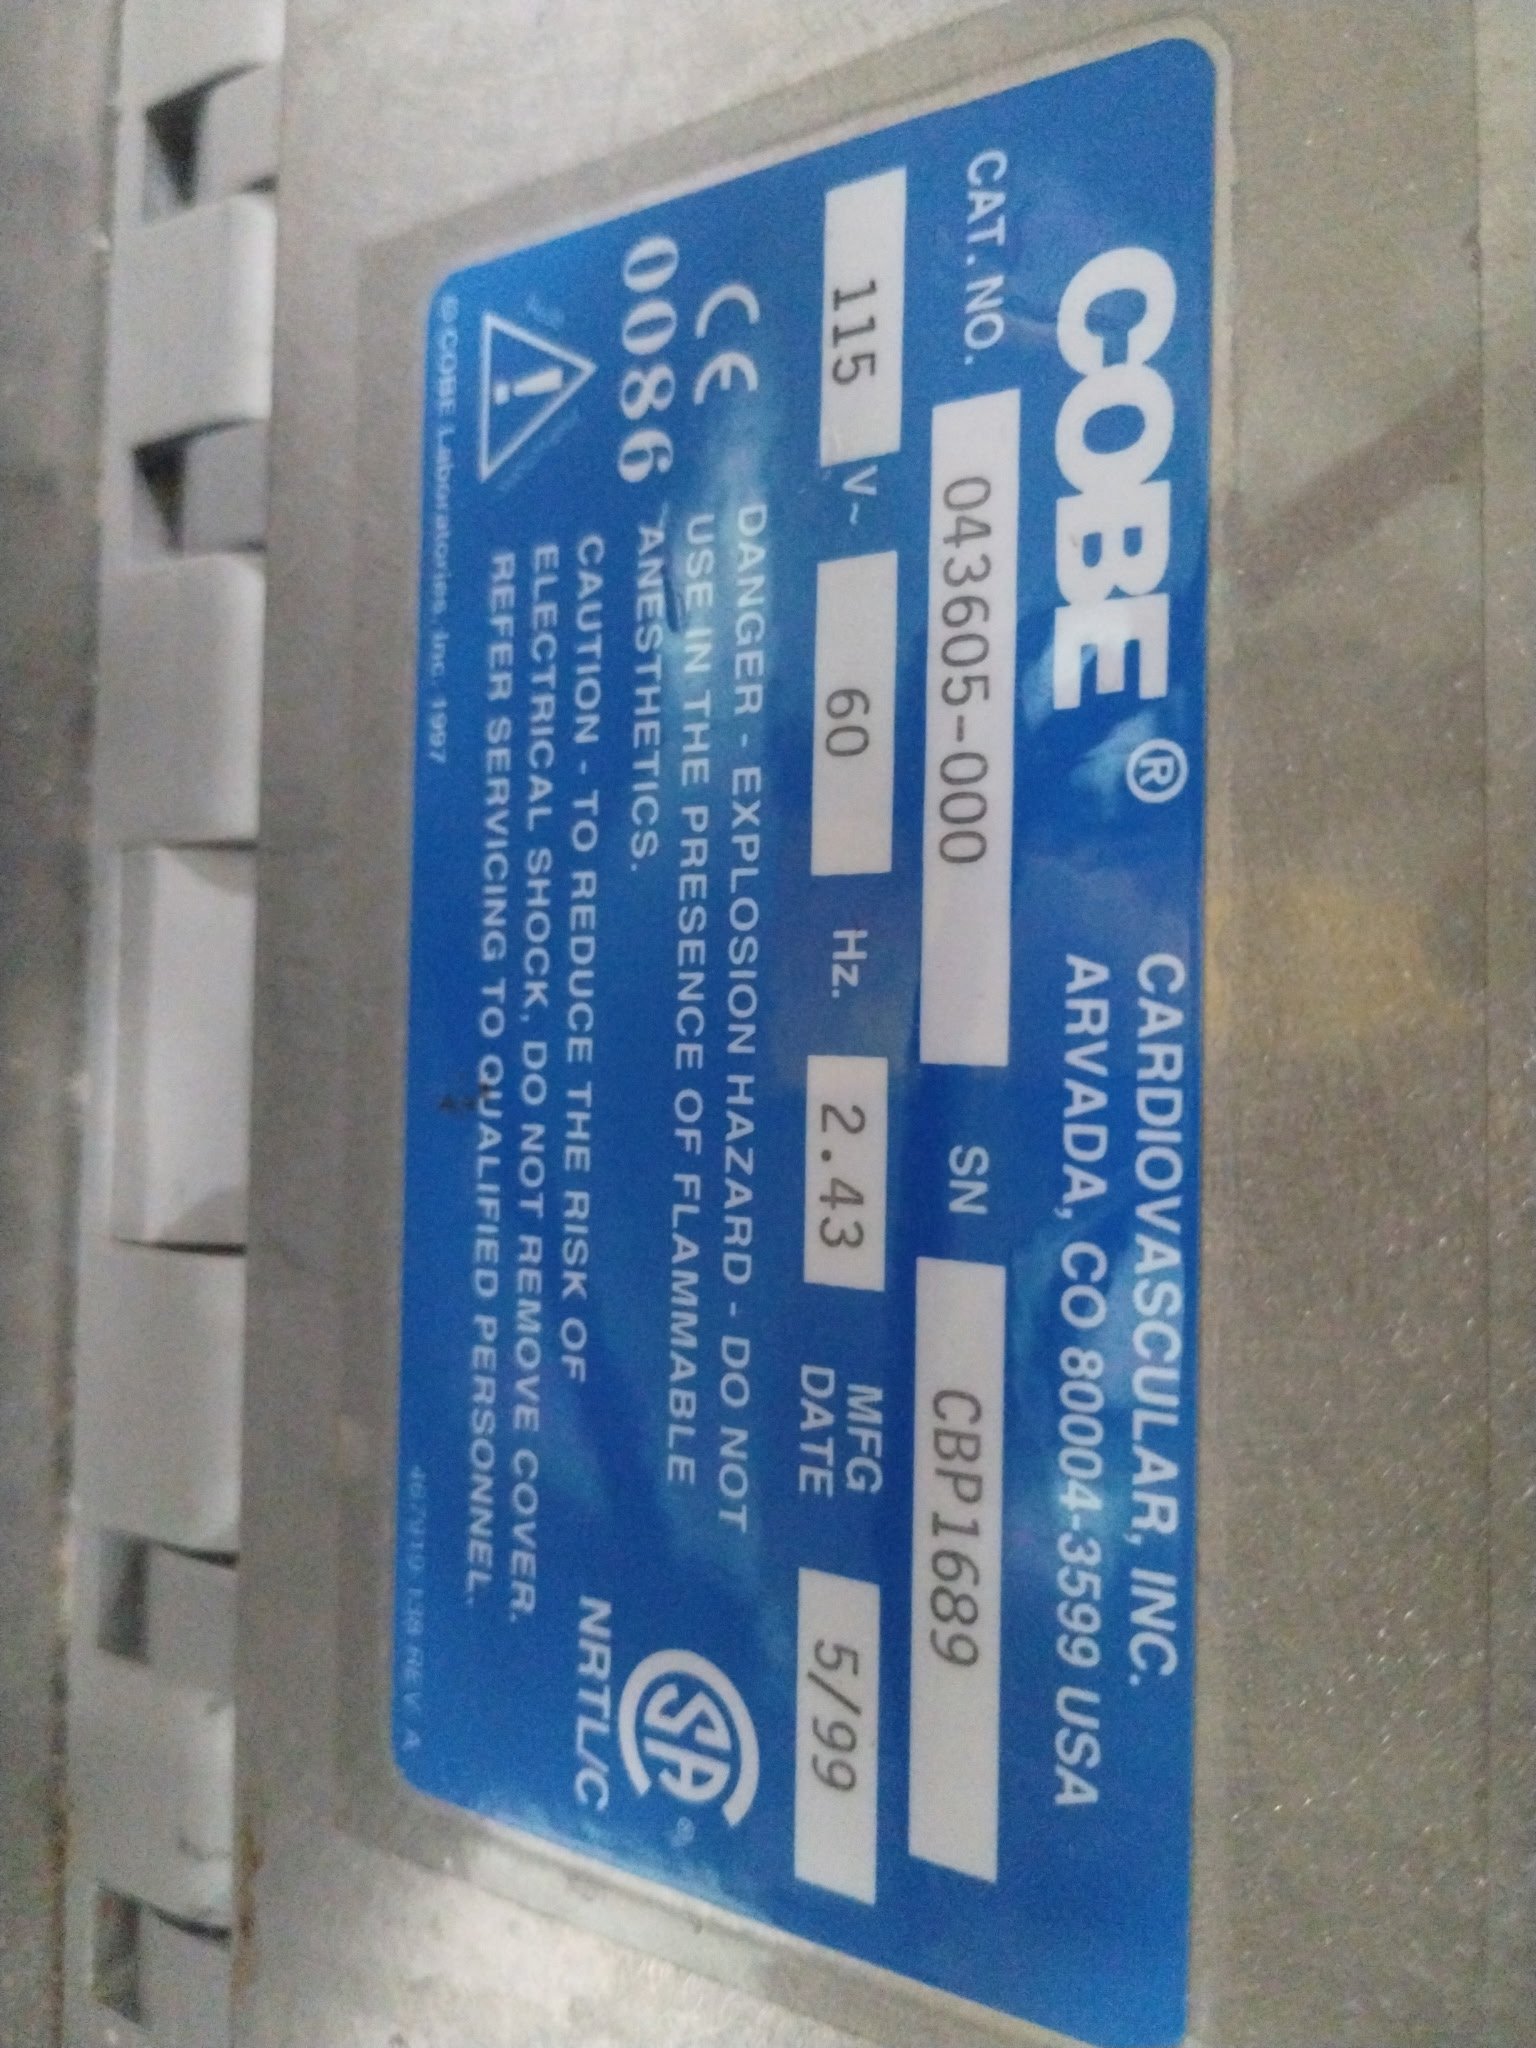 COBE ® CARDIOVASCULAR, INC.
ARVADA, CO 80004-3599 USA
CAT. NO. 043605-000 SN CBP1689
115 V~ 60 Hz. 2.43 MFG DATE 5/99
CE
0086
DANGER - EXPLOSION HAZARD - DO NOT
USE IN THE PRESENCE OF FLAMMABLE
ANESTHETICS.
CAUTION - TO REDUCE THE RISK OF
ELECTRICAL SHOCK, DO NOT REMOVE COVER.
REFER SERVICING TO QUALIFIED PERSONNEL.
CSA ®
NRTL/C
© COBE Laboratories, Inc. 1997
REV. A